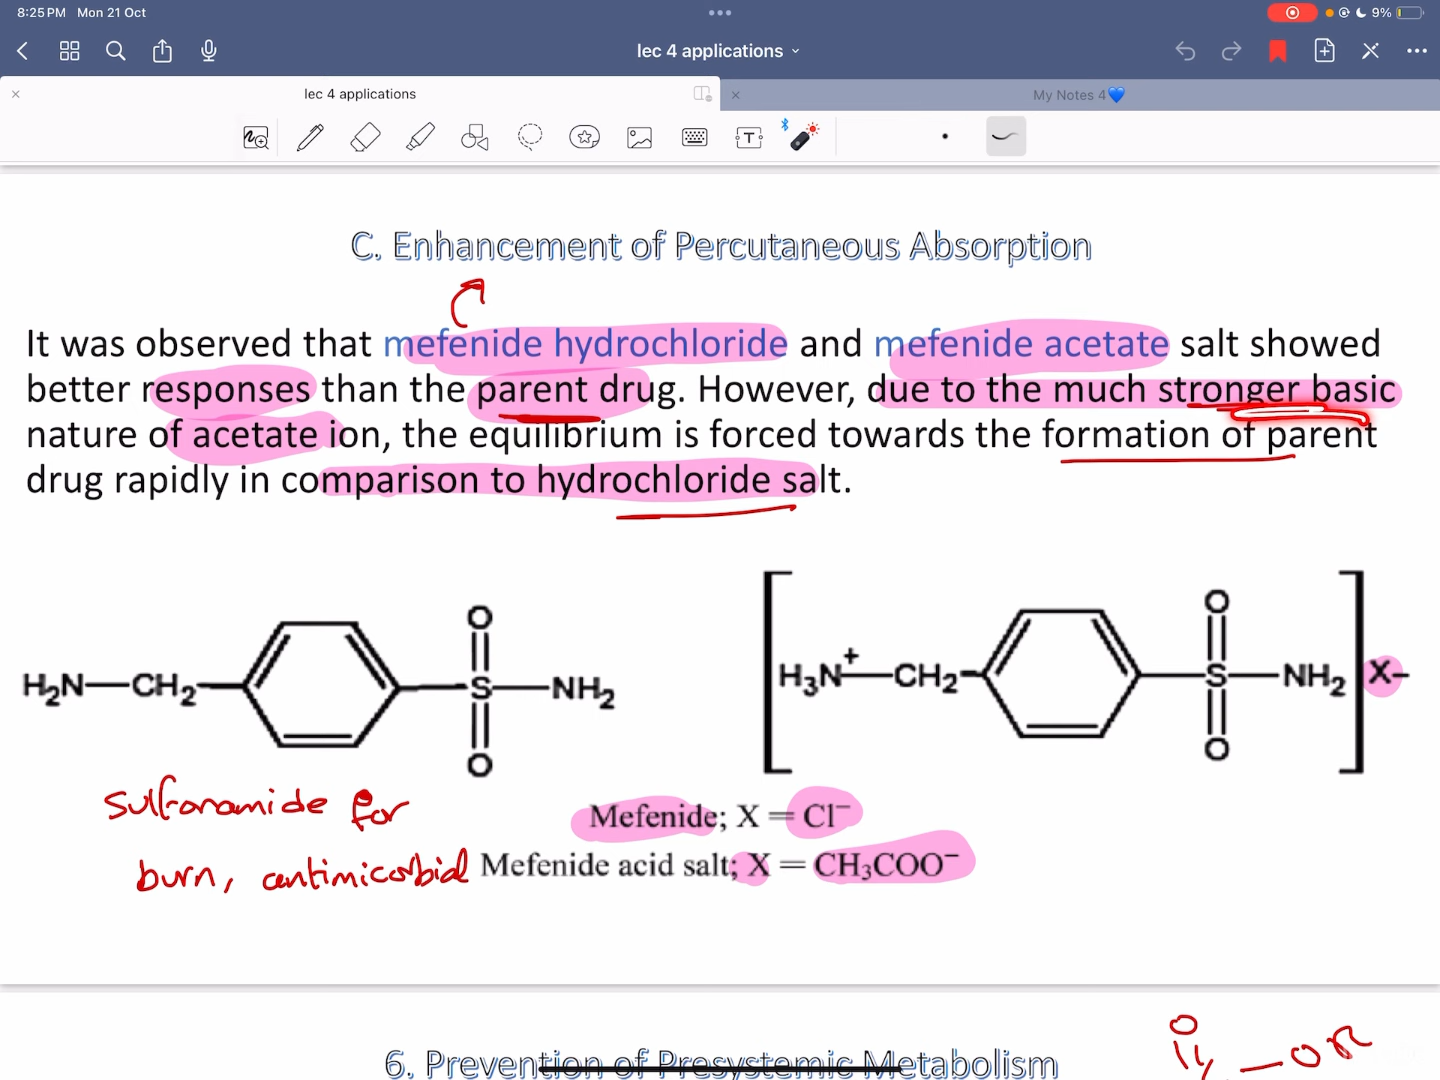 8:25 PM Mon 21 Oct
9%
lec 4 applications
lec 4 applications
My Notes 4💙
C. Enhancement of Percutaneous Absorption
It was observed that mefenide hydrochloride and mefenide acetate salt showed
better responses than the parent drug. However, due to the much stronger basic
nature of acetate ion, the equilibrium is forced towards the formation of parent
drug rapidly in comparison to hydrochloride salt.
H₂N—CH₂ S NH₂
O
O
[H₃N⁺—CH₂ S NH₂] X-
O
O
sulfonamide for
burn, antimicorbial
Mefenide; X = Cl⁻
Mefenide acid salt; X = CH₃COO⁻
6. Prevention of Presystemic Metabolism
O
—OR